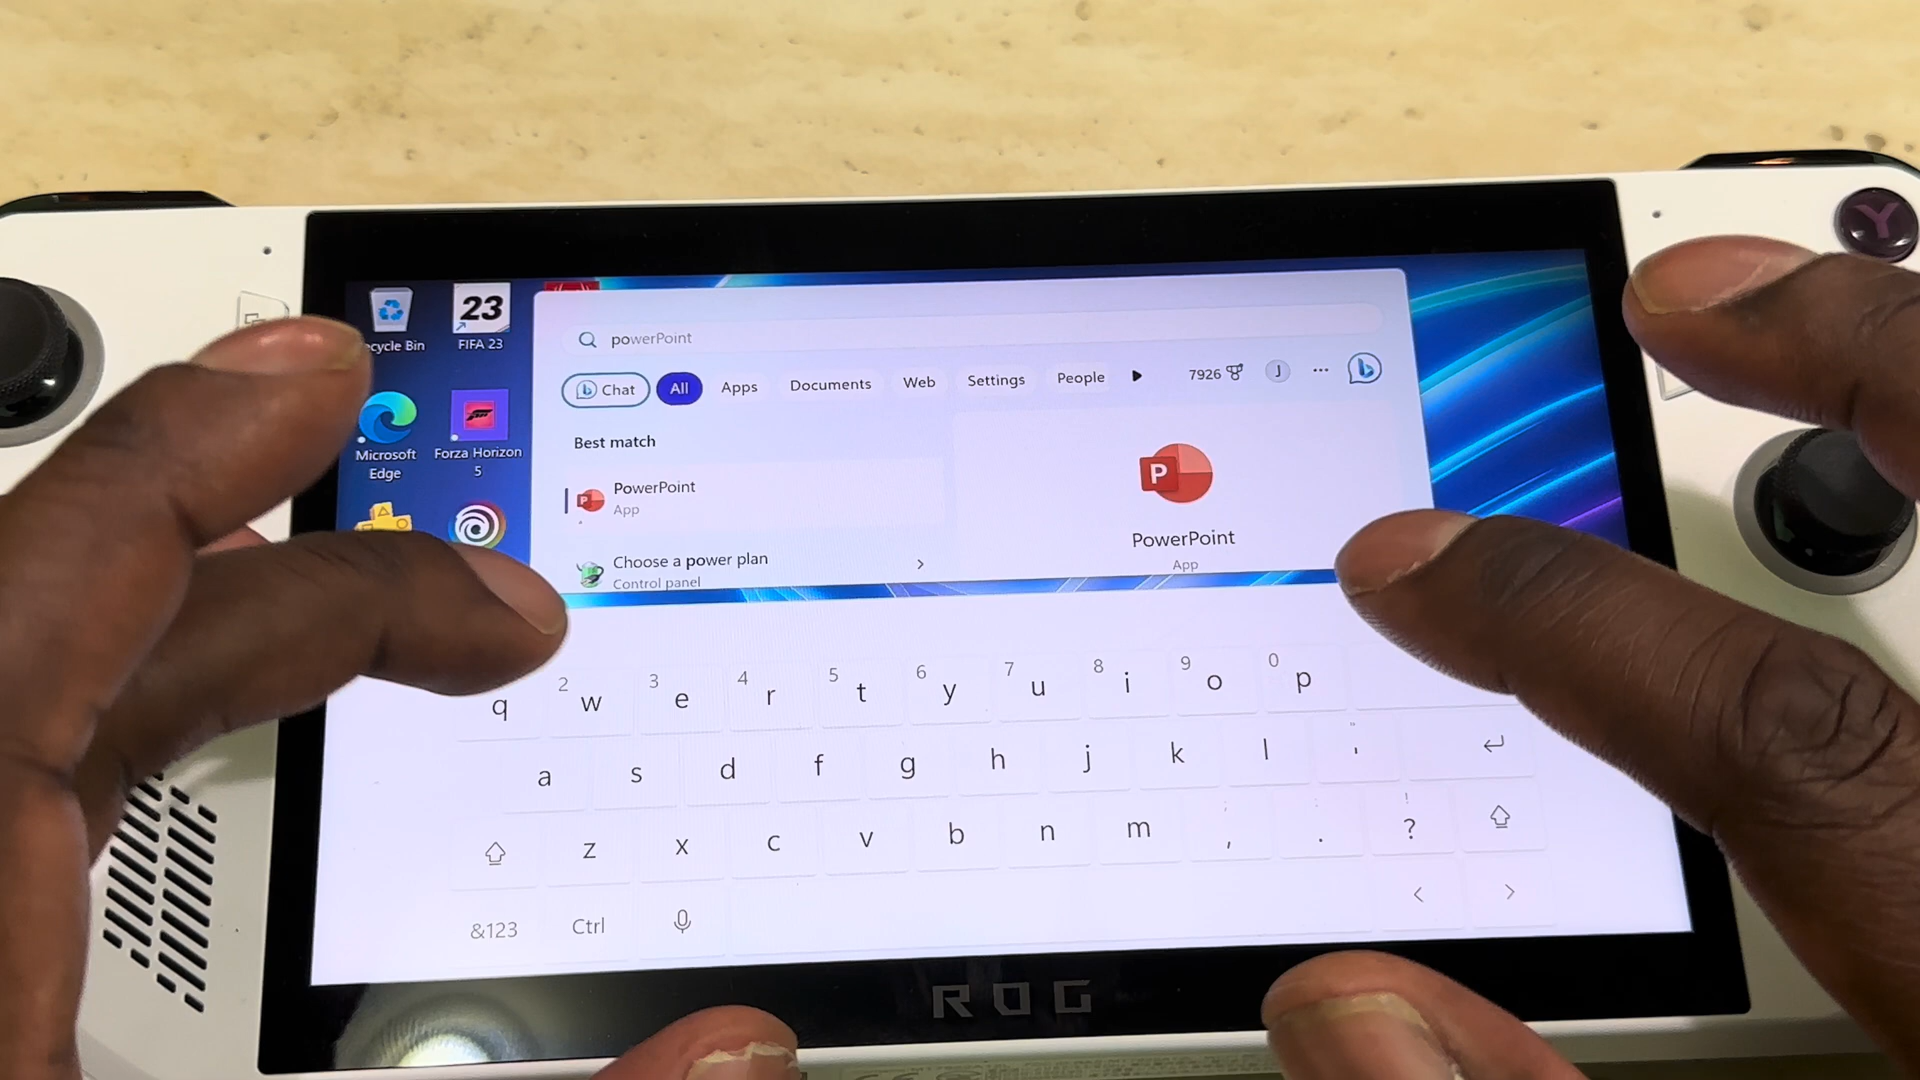 23
Y
cycle Bin
FIFA 23
powerPoint
Chat
All
Apps
Documents
Web
Settings
People
7926
J
Microsoft
Edge
Forza Horizon
5
Best match
PowerPoint
App
Choose a power plan
Control panel
P
PowerPoint
App
2 3 4 5 6 7 8 9 0
q w e r t y u i o p
a s d f g h j k l '
z x c v b n m , . ?
&123
Ctrl
< >
ROG